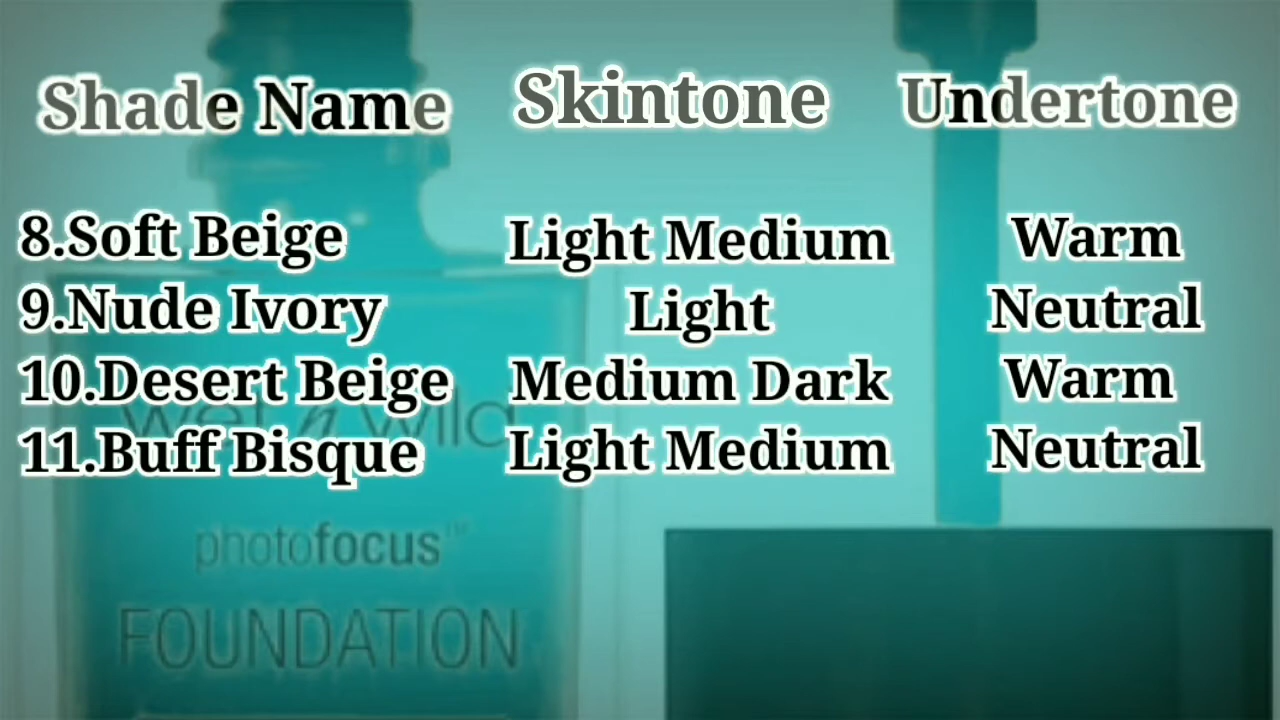 Shade Name Skintone Undertone
8.Soft Beige Light Medium Warm
9.Nude Ivory Light Neutral
10.Desert Beige Medium Dark Warm
11.Buff Bisque Light Medium Neutral
wet n wild
photofocus™
FOUNDATION